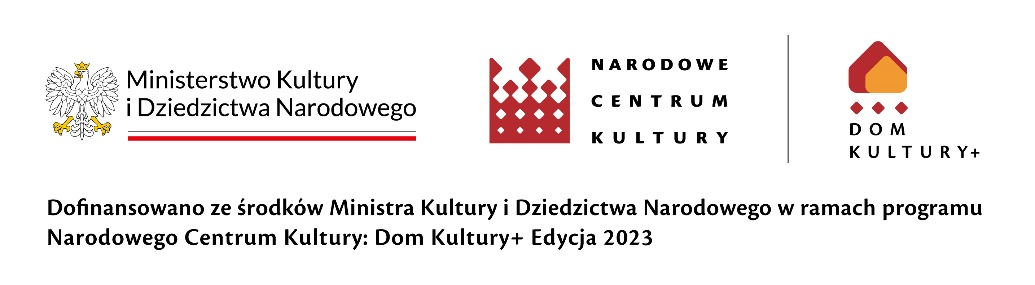 Ministerstwo Kultury
i Dziedzictwa Narodowego
NARODOWE
CENTRUM
KULTURY
DOM
KULTURY+
Dofinansowano ze środków Ministra Kultury i Dziedzictwa Narodowego w ramach programu
Narodowego Centrum Kultury: Dom Kultury+ Edycja 2023